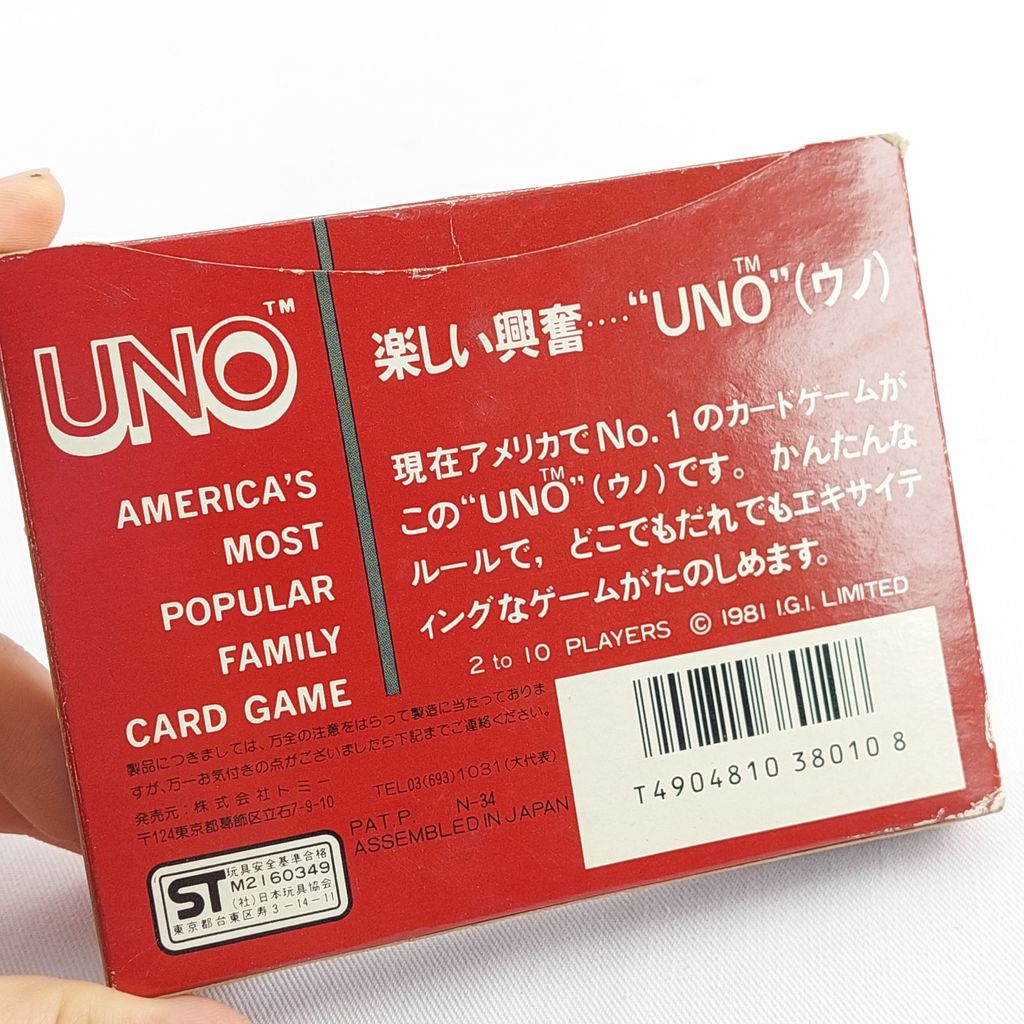 UNO™
AMERICA'S
MOST
POPULAR
FAMILY
CARD GAME
楽しい興奮‥‥“UNO™”(ウノ)
現在アメリカでNo.1のカードゲームが
この“UNO™”(ウノ)です。かんたんな
ルールで，どこでもだれでもエキサイテ
ィングなゲームがたのしめます。
2 to 10 PLAYERS © 1981 I.G.I. LIMITED
製品につきましては、万全の注意をはらって製造に当たっておりま
すが、万一お気付きの点がございましたら下記までご連絡ください。
発売元：株式会社トミー
TEL03(693)1031(大代表)
〒124東京都葛飾区立石7-9-10
PAT.P. N-34
ASSEMBLED IN JAPAN
ST 玩具安全基準合格
M2160349
(社)日本玩具協会
東京都台東区寿3-14-11
T4904810 38010 8